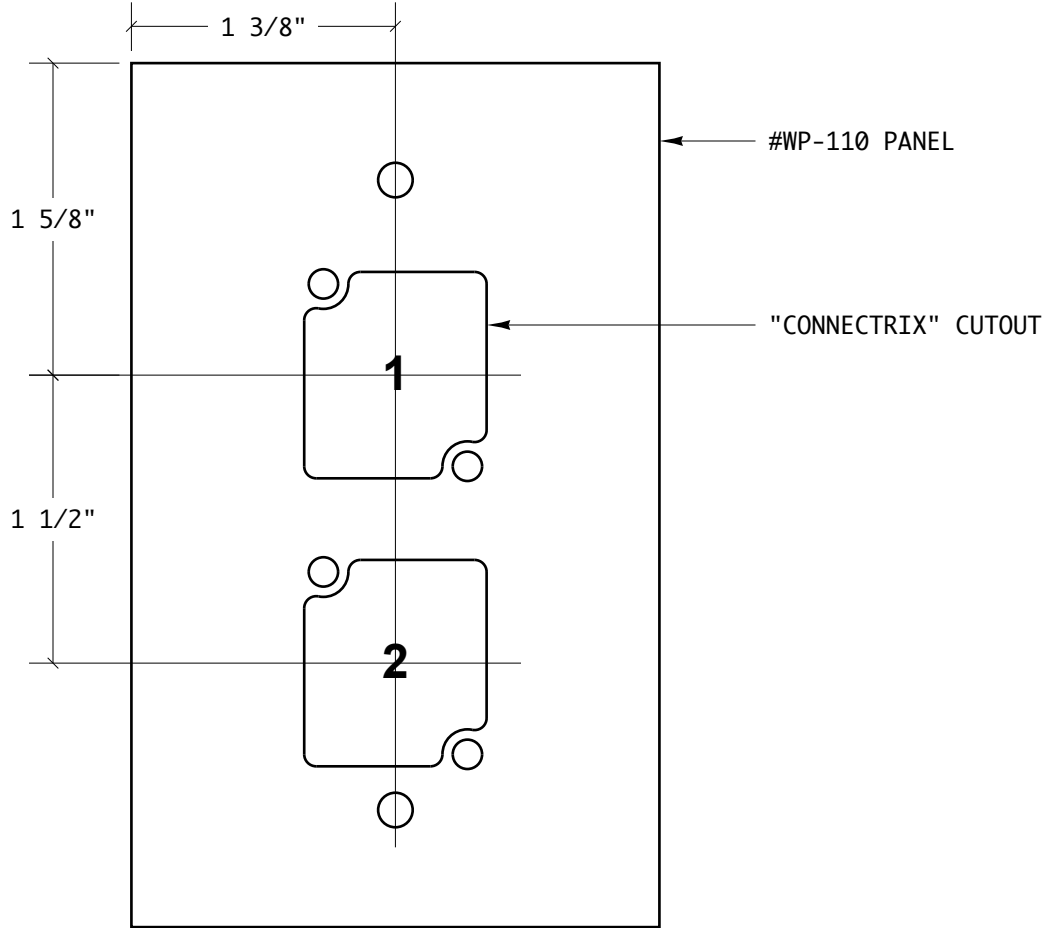 1 3/8"
#WP-110 PANEL
1 5/8"
"CONNECTRIX" CUTOUT
1
1 1/2"
2